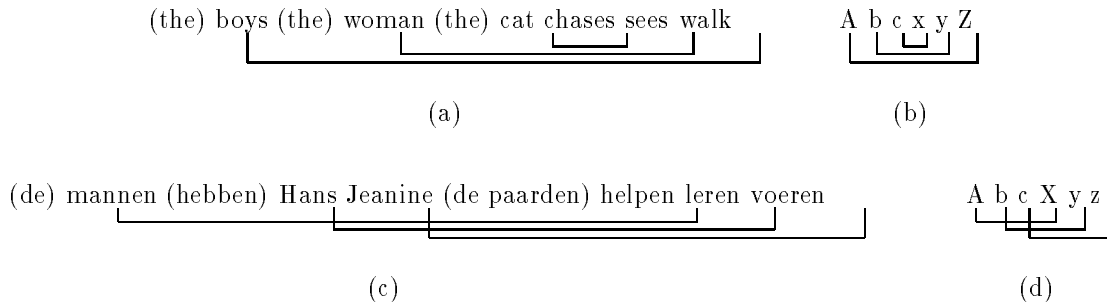 (the) boys (the) woman (the) cat chases sees walk A b c x y Z
(a) (b)
(de) mannen (hebben) Hans Jeanine (de paarden) helpen leren voeren A b c X y z
(c) (d)